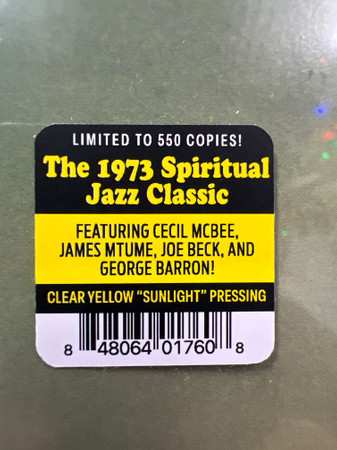 LIMITED TO 550 COPIES!
The 1973 Spiritual
Jazz Classic
FEATURING CECIL MCBEE,
JAMES MTUME, JOE BECK, AND
GEORGE BARRON!
CLEAR YELLOW "SUNLIGHT" PRESSING
8 48064 01760 8